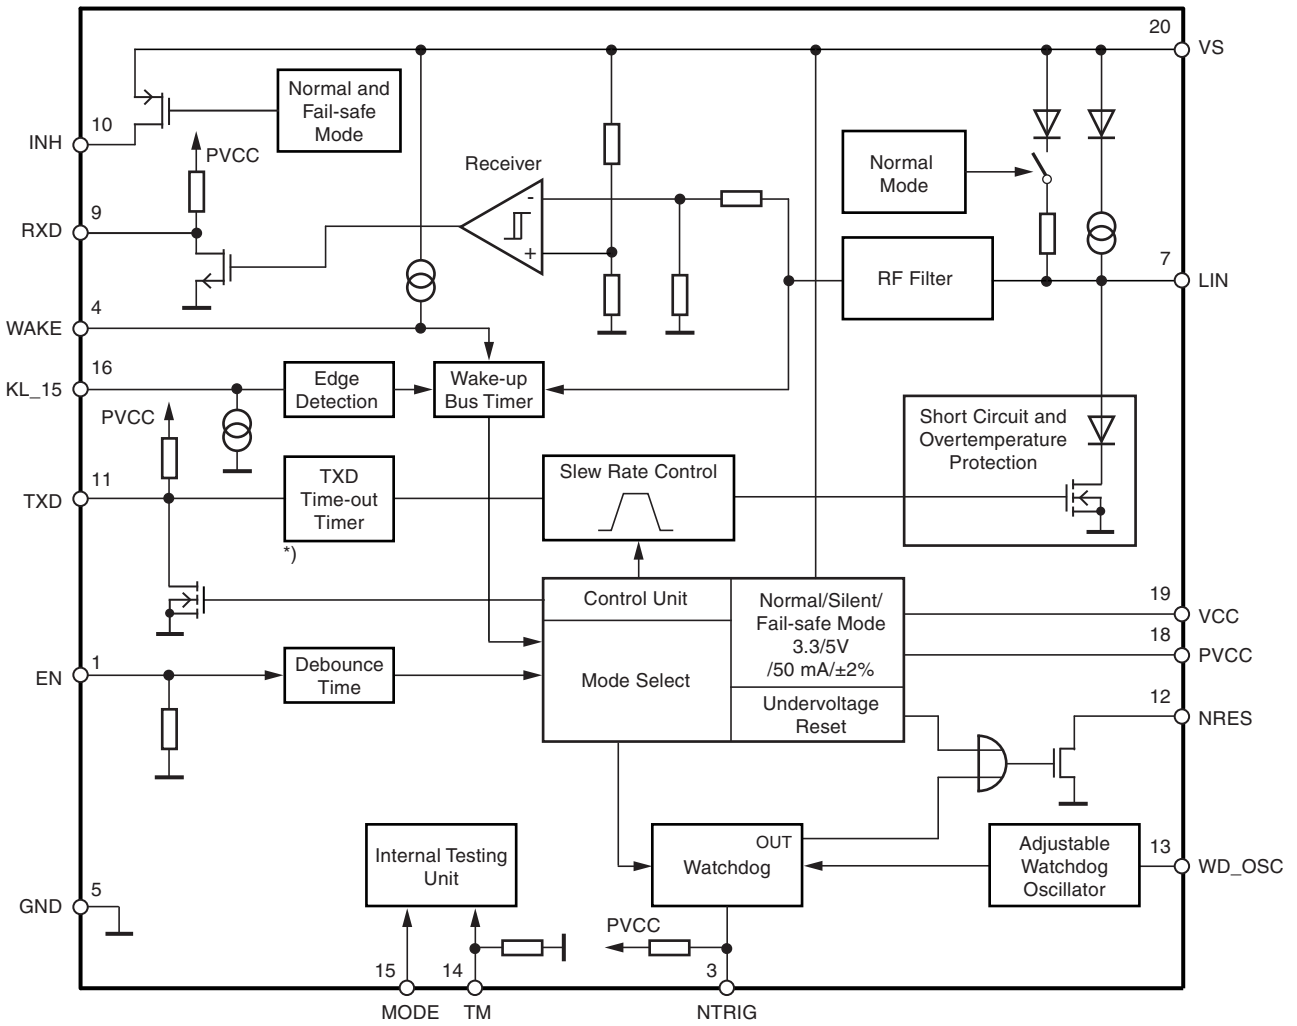 20
VS
Normal and
Fail-safe
Mode
10
INH
PVCC
Receiver
Normal
Mode
-
+
9
RXD
RF Filter
7
LIN
4
WAKE
16
KL_15
Edge
Detection
Wake-up
Bus Timer
PVCC
Short Circuit and
Overtemperature
Protection
11
TXD
TXD
Time-out
Timer
*)
Slew Rate Control
Control Unit
Normal/Silent/
Fail-safe Mode
3.3/5V
/50 mA/±2%
19
VCC
18
PVCC
1
EN
Debounce
Time
Mode Select
Undervoltage
Reset
12
NRES
Internal Testing
Unit
OUT
Watchdog
Adjustable
Watchdog
Oscillator
13
WD_OSC
5
GND
PVCC
15
14
3
MODE
TM
NTRIG